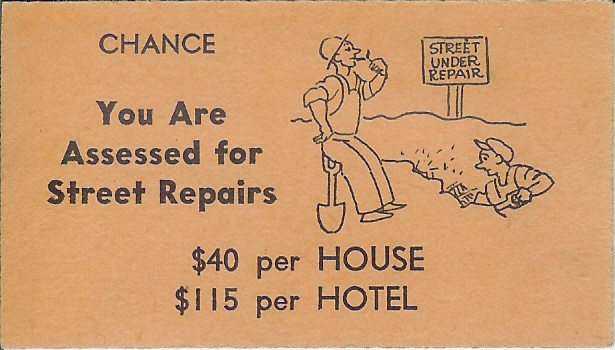 CHANCE
You Are
Assessed for
Street Repairs
STREET
UNDER
REPAIR
$40 per HOUSE
$115 per HOTEL